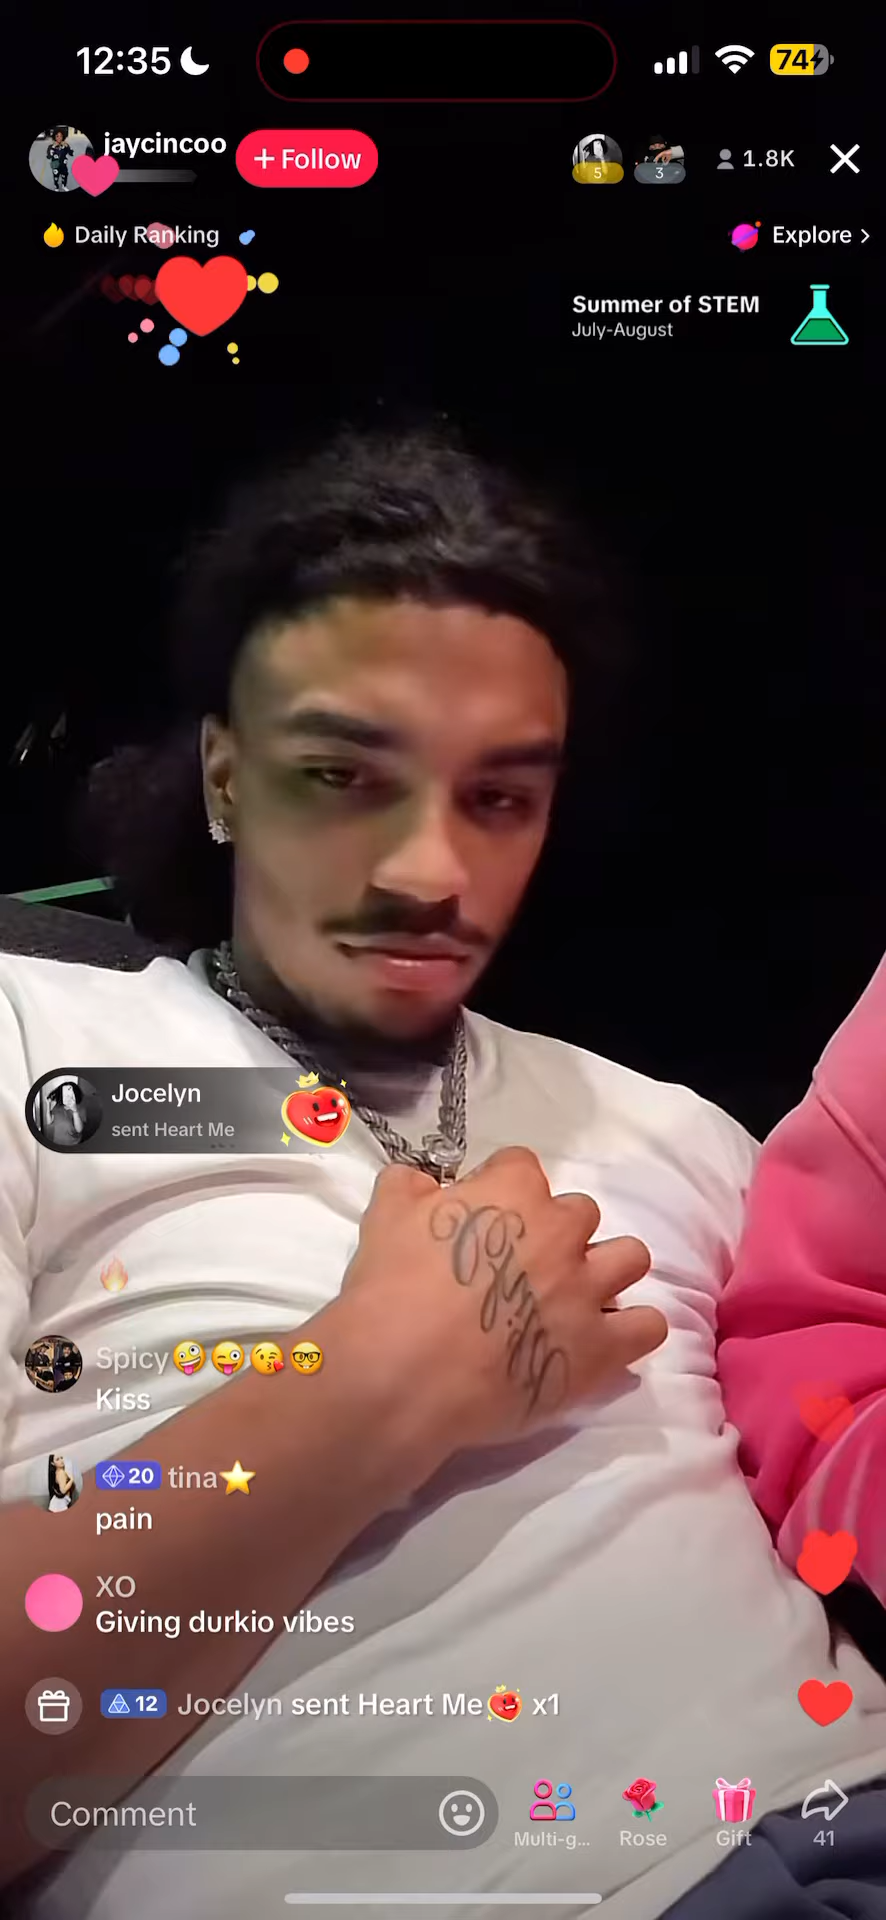 12:35
74
jaycincoo
+ Follow
5
3
1.8K
Daily Ranking
Explore >
Summer of STEM
July-August
Jocelyn
sent Heart Me
Spicy🤪😜😘🤓
Kiss
20 tina⭐
pain
XO
Giving durkio vibes
12 Jocelyn sent Heart Me x1
Comment
Multi-g...
Rose
Gift
41